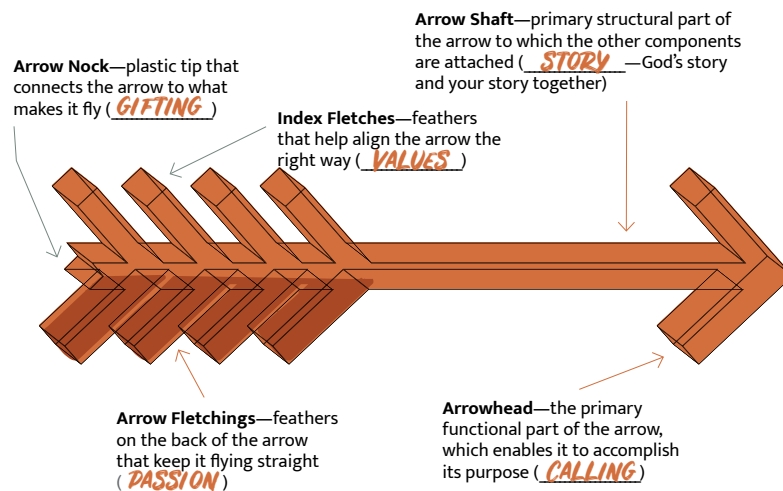 Arrow Shaft—primary structural part of
the arrow to which the other components
are attached (STORY—God's story
and your story together)
Arrow Nock—plastic tip that
connects the arrow to what
makes it fly (GIFTING)
Index Fletches—feathers
that help align the arrow the
right way (VALUES)
Arrow Fletchings—feathers
on the back of the arrow
that keep it flying straight
(PASSION)
Arrowhead—the primary
functional part of the arrow,
which enables it to accomplish
its purpose (CALLING)